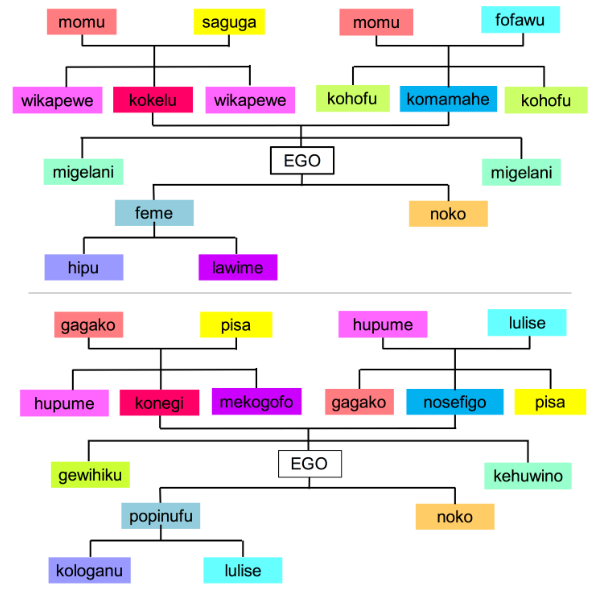 momu saguga momu fofawu
wikapewe kokelu wikapewe kohofu komamahe kohofu
migelani EGO migelani
feme noko
hipu lawime
gagako pisa hupume lulise
hupume konegi mekogofo gagako nosefigo pisa
gewihiku EGO kehuwino
popinufu noko
kologanu lulise